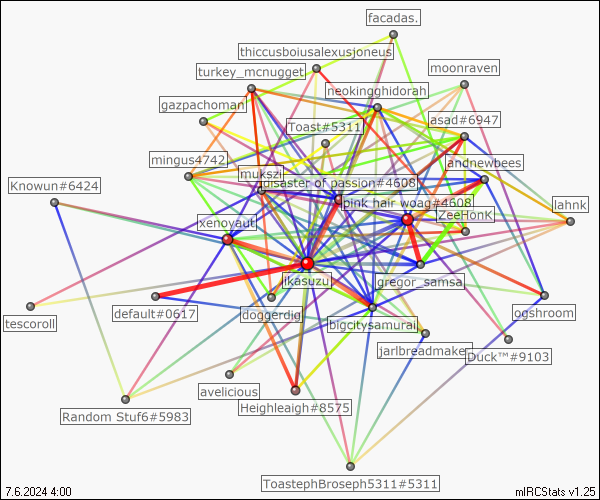 facadas.
thiccusboiusalexusjoneus
turkey_mcnugget
moonraven
neokingghidorah
gazpachoman
asad#6947
Toast#5311
mingus4742
andnewbees
mukszi
disaster of passion#4608
Knowun#6424
pink hair woag#4608
lahnk
ZeeHonK
xenoyaut
likasuzu
gregor_samsa
tescoroll
default#0617
doggerdig
ogshroom
bigcitysamurai
jarlbreadmaker
Duck™#9103
avelicious
Random Stuf6#5983
Heighleaigh#8575
ToastephBroseph5311#5311
7.6.2024 4:00
mIRCStats v1.25